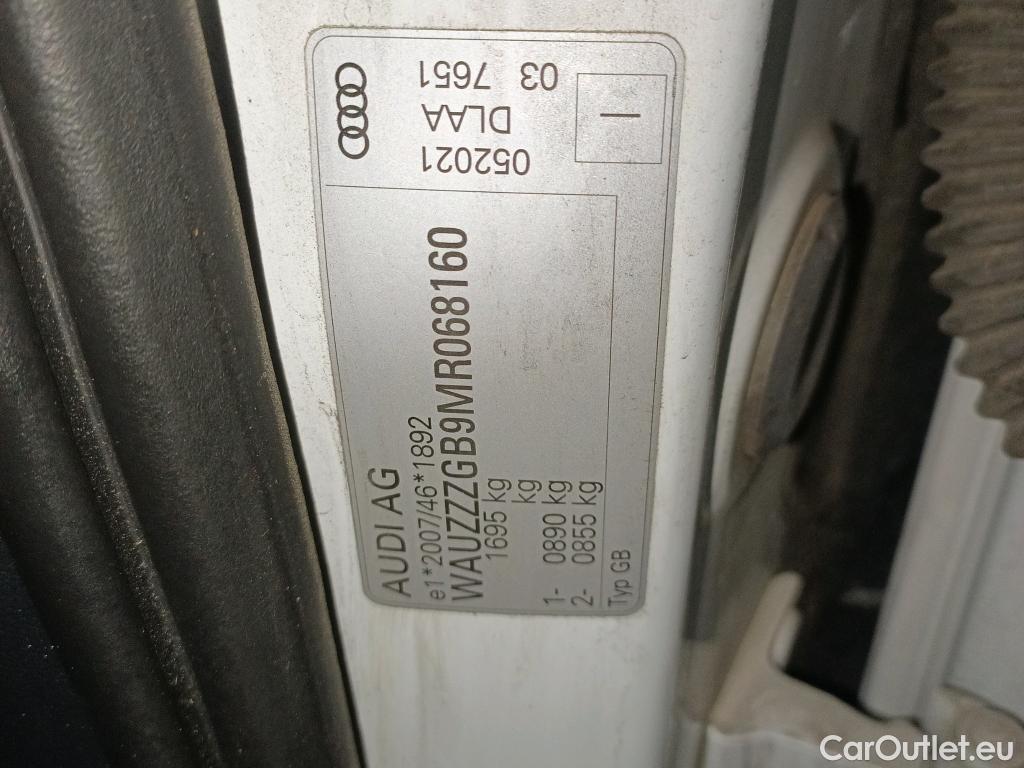 AUDI AG
e1*2007/46*1892
WAUZZZGB9MR068160
1695 kg
kg
1- 0890 kg
2- 0855 kg
Typ GB
052021
DLAA
03 7651
CarOutlet.eu